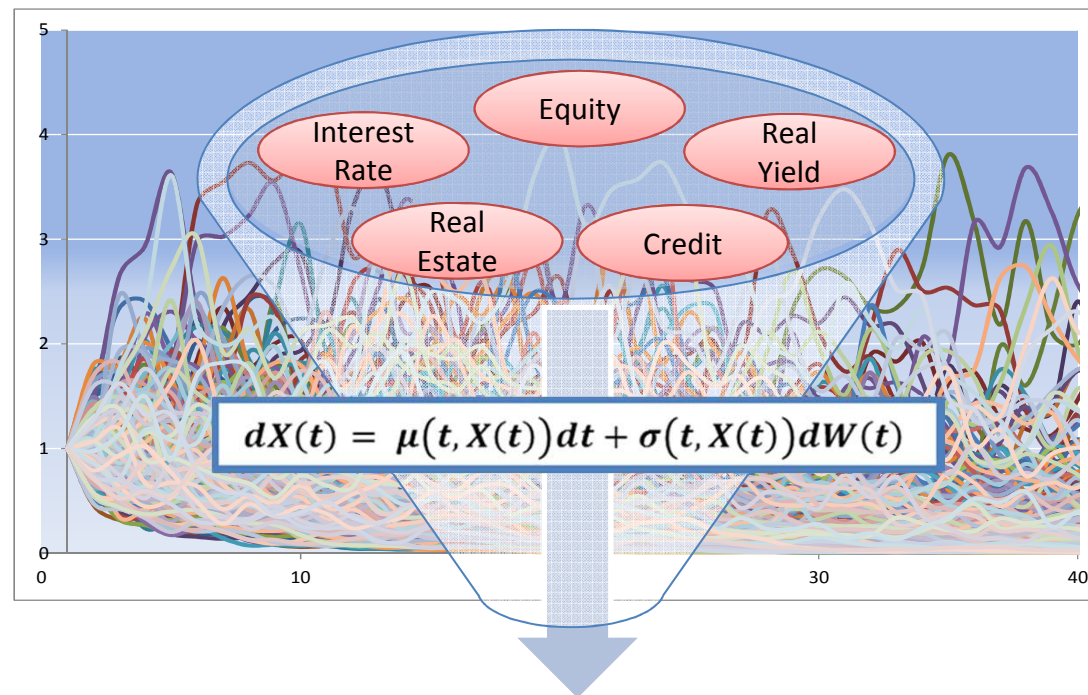 5
4
3
2
1
0
Equity
Interest
Rate
Real
Yield
Real
Estate
Credit
dX(t) = μ(t, X(t))dt + σ(t, X(t))dW(t)
0
10
30
40